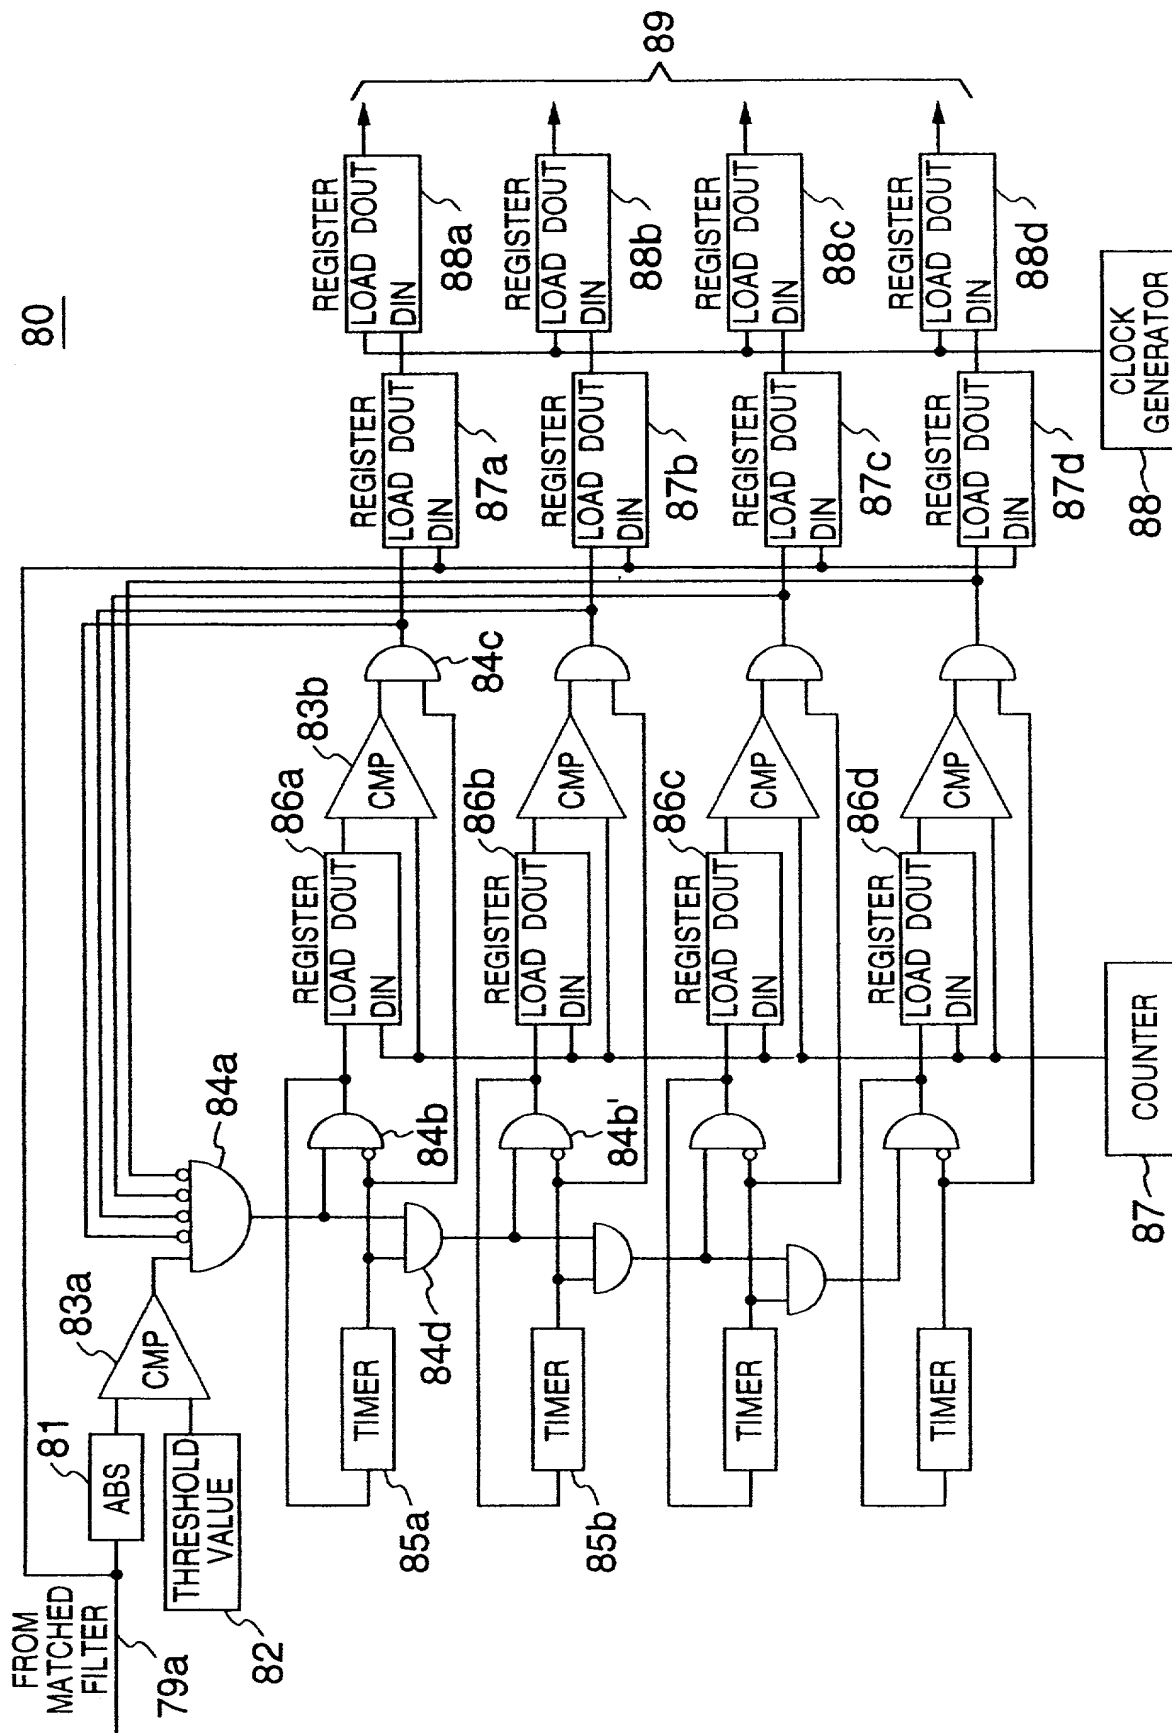 80
FROM
MATCHED
FILTER
79a
81
ABS
THRESHOLD
VALUE
82
83a
CMP
84a
TIMER
85a
84d
84b
REGISTER
LOAD DOUT
DIN
86a
CMP
83b
84c
REGISTER
LOAD DOUT
DIN
87a
REGISTER
LOAD DOUT
DIN
88a
TIMER
85b
84b'
REGISTER
LOAD DOUT
DIN
86b
CMP
REGISTER
LOAD DOUT
DIN
87b
REGISTER
LOAD DOUT
DIN
88b
TIMER
REGISTER
LOAD DOUT
DIN
86c
CMP
REGISTER
LOAD DOUT
DIN
87c
REGISTER
LOAD DOUT
DIN
88c
TIMER
REGISTER
LOAD DOUT
DIN
86d
CMP
REGISTER
LOAD DOUT
DIN
87d
REGISTER
LOAD DOUT
DIN
88d
89
COUNTER
87
CLOCK
GENERATOR
88